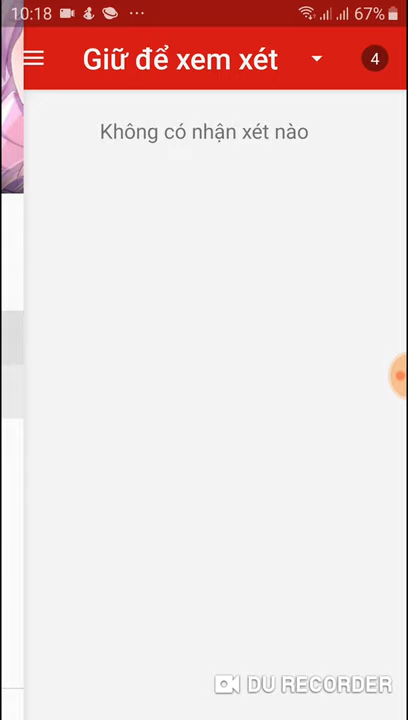 10:18
67%
Giữ để xem xét
4
Không có nhận xét nào
DU RECORDER